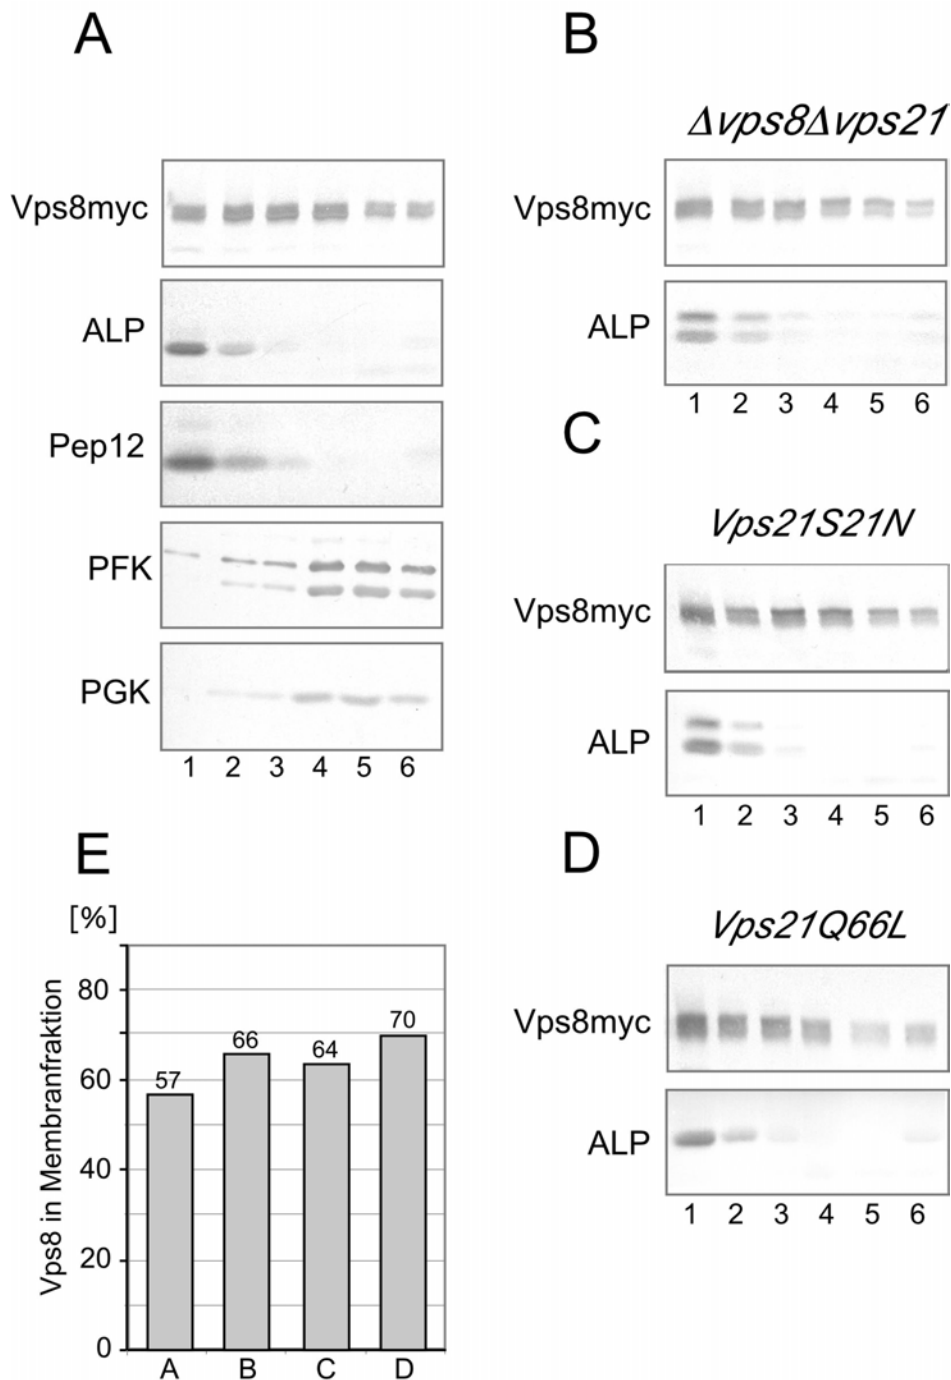 A
Vps8myc
ALP
Pep12
PFK
PGK
1 2 3 4 5 6
B
Δvps8Δvps21
Vps8myc
ALP
1 2 3 4 5 6
C
Vps21S21N
Vps8myc
ALP
1 2 3 4 5 6
D
Vps21Q66L
Vps8myc
ALP
1 2 3 4 5 6
E
[%]
Vps8 in Membranfraktion
80
60
40
20
0
57
66
64
70
A B C D